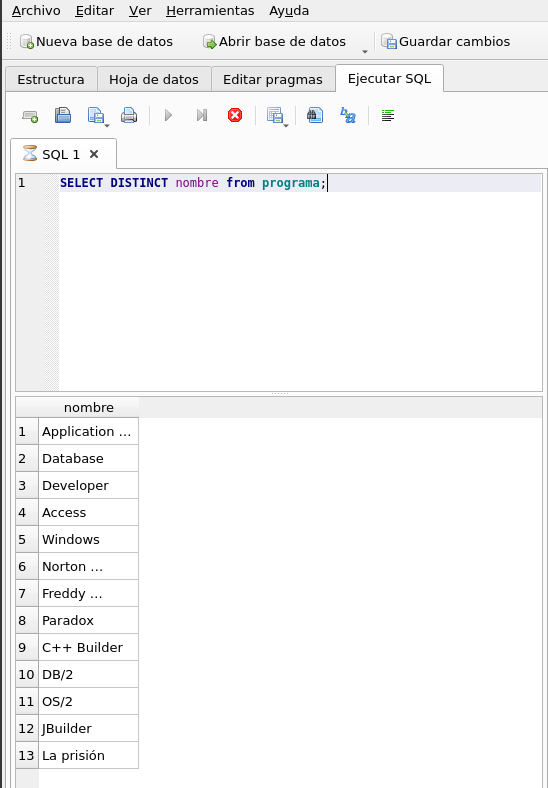 Archivo Editar Ver Herramientas Ayuda
Nueva base de datos Abrir base de datos Guardar cambios
Estructura Hoja de datos Editar pragmas Ejecutar SQL
SQL 1
1 SELECT DISTINCT nombre from programa;
nombre
1 Application ...
2 Database
3 Developer
4 Access
5 Windows
6 Norton ...
7 Freddy ...
8 Paradox
9 C++ Builder
10 DB/2
11 OS/2
12 JBuilder
13 La prisión